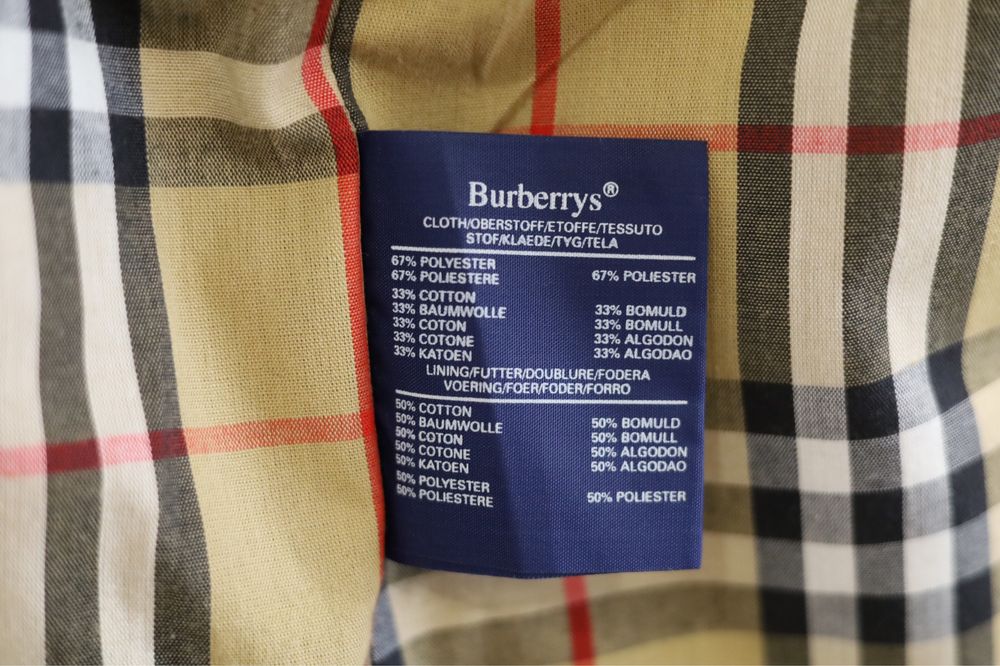 Burberrys®
CLOTH/OBERSTOFF/ETOFFE/TESSUTO
STOF/KLAEDE/TYG/TELA
67% POLYESTER
67% POLIESTERE 67% POLIESTER
33% COTTON
33% BAUMWOLLE 33% BOMULD
33% COTON 33% BOMULL
33% COTONE 33% ALGODON
33% KATOEN 33% ALGODAO
LINING/FUTTER/DOUBLURE/FODERA
VOERING/FOER/FODER/FORRO
50% COTTON
50% BAUMWOLLE 50% BOMULD
50% COTON 50% BOMULL
50% COTONE 50% ALGODON
50% KATOEN 50% ALGODAO
50% POLYESTER
50% POLIESTERE 50% POLIESTER